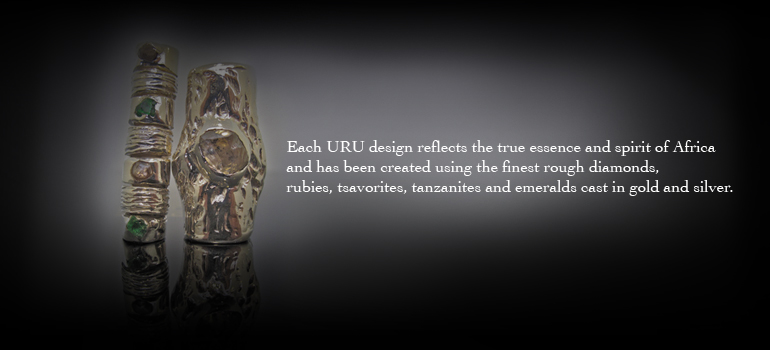 Each URU design reflects the true essence and spirit of Africa
and has been created using the finest rough diamonds,
rubies, tsavorites, tanzanites and emeralds cast in gold and silver.